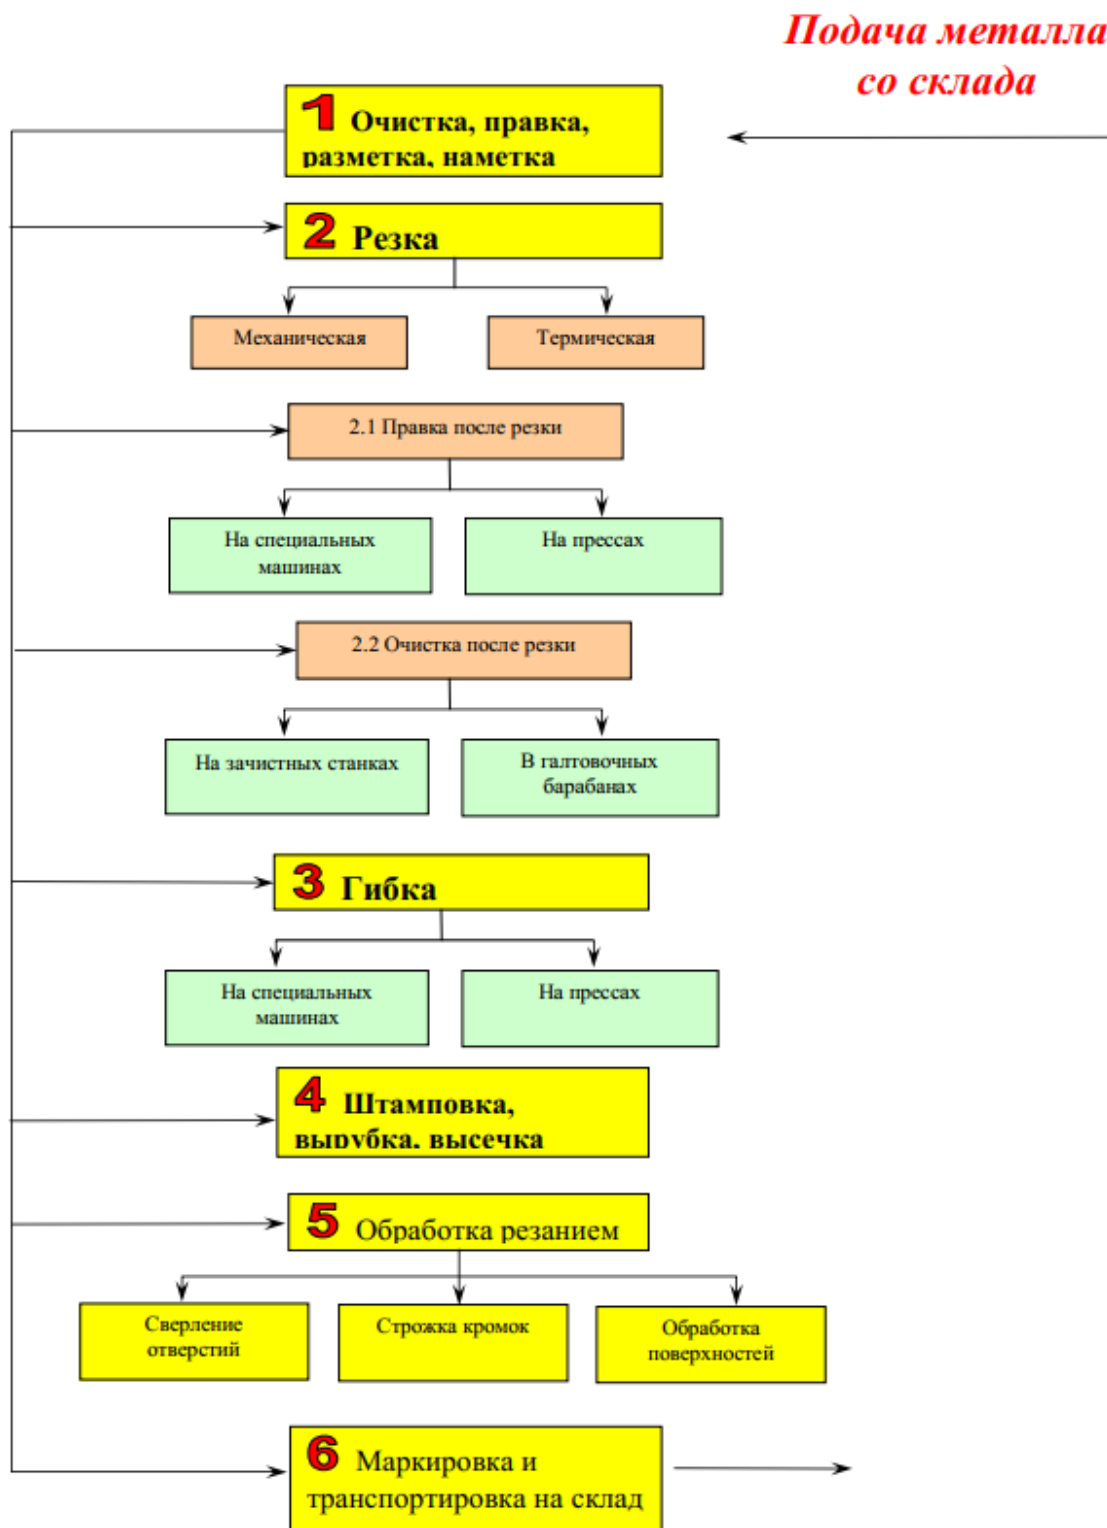 Подача металла
со склада
1 Очистка, правка,
разметка, наметка
2 Резка
Механическая
Термическая
2.1 Правка после резки
На специальных
машинах
На прессах
2.2 Очистка после резки
На зачистных станках
В галтовочных
барабанах
3 Гибка
На специальных
машинах
На прессах
4 Штамповка,
вырубка, высечка
5 Обработка резанием
Сверление
отверстий
Строжка кромок
Обработка
поверхностей
6 Маркировка и
транспортировка на склад